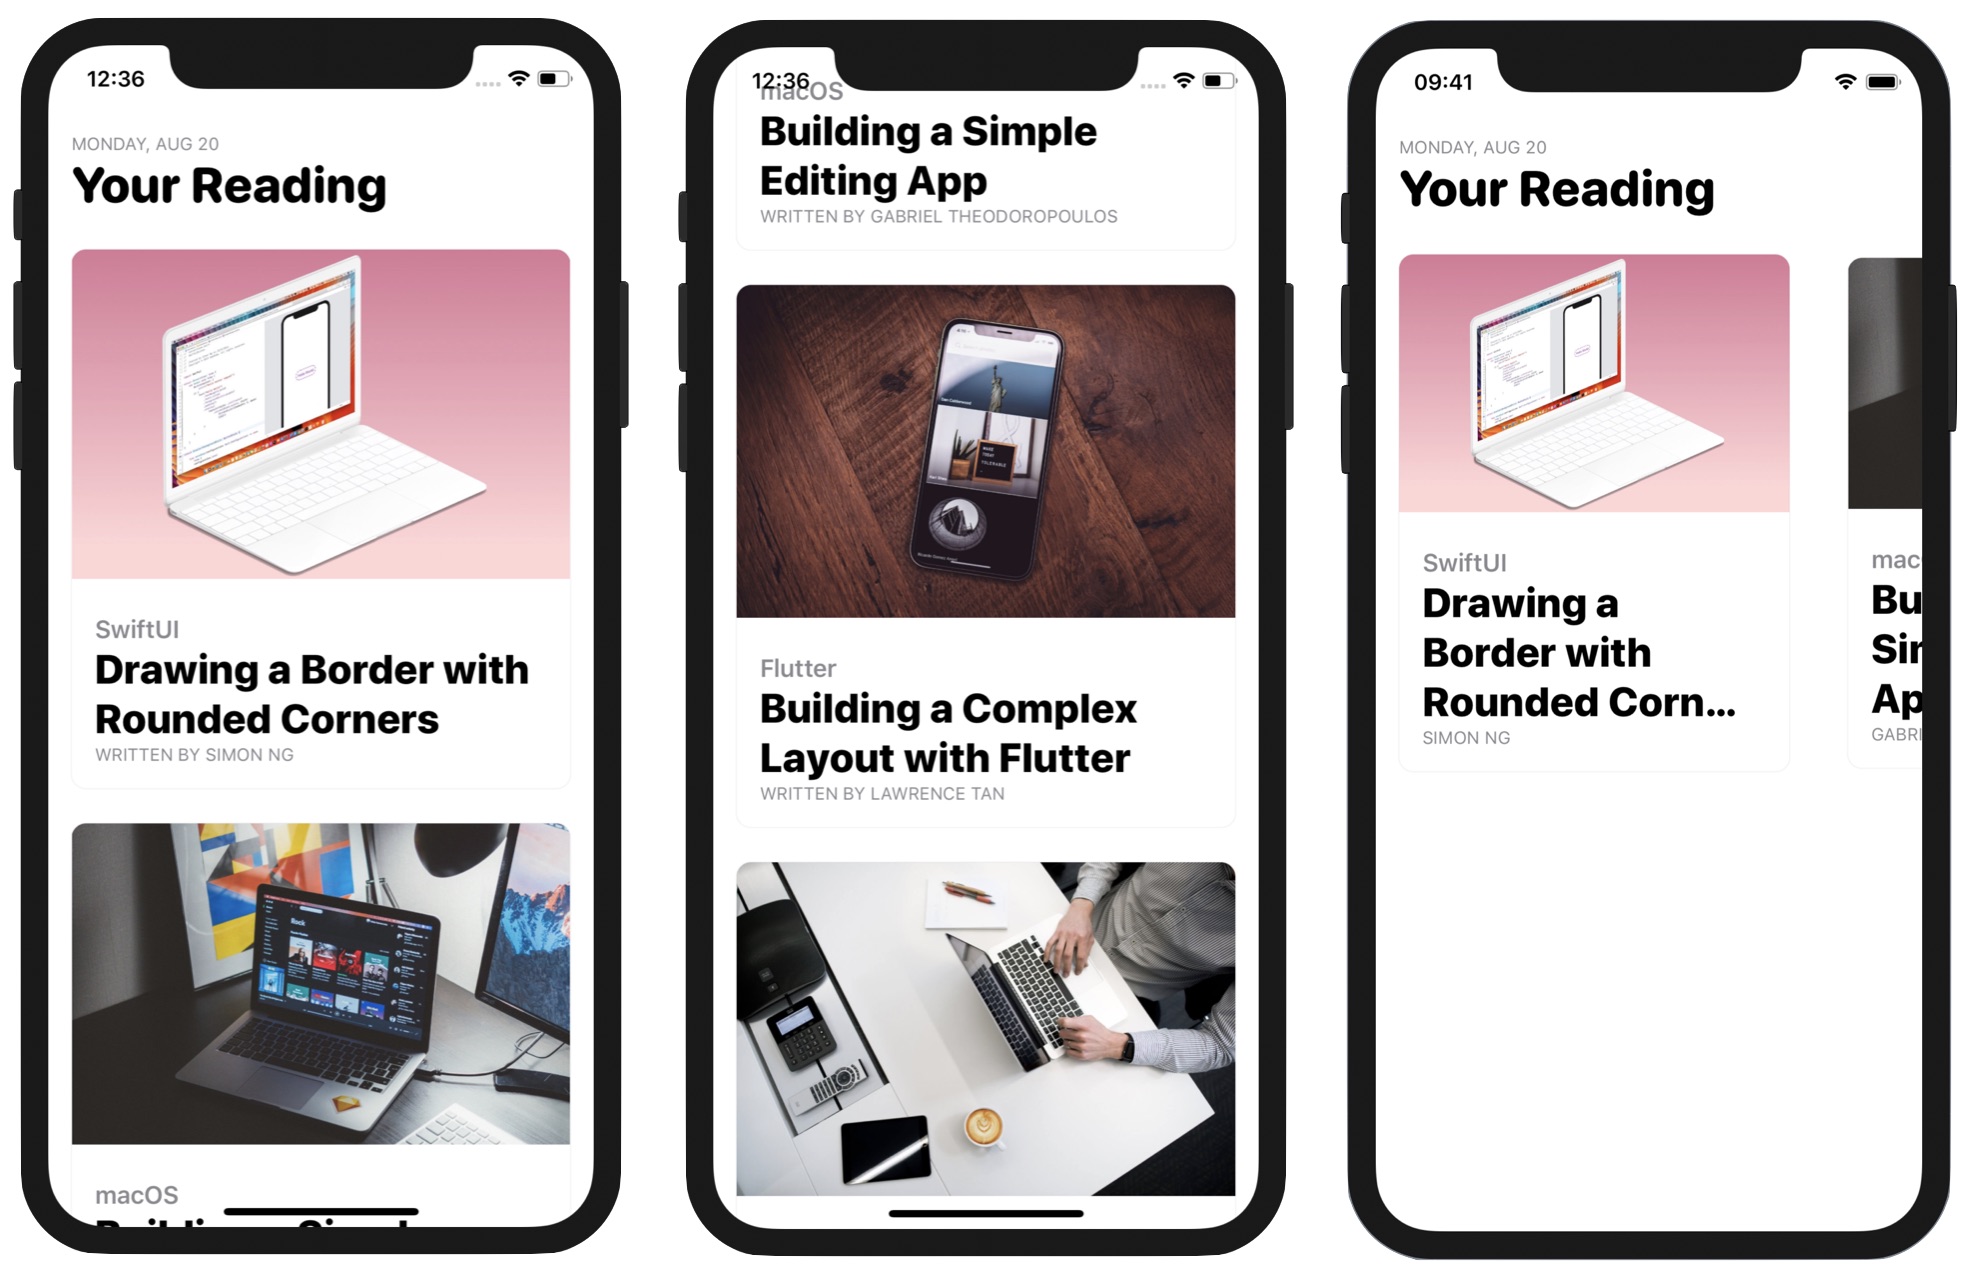 12:36
MONDAY, AUG 20
Your Reading
SwiftUI
Drawing a Border with
Rounded Corners
WRITTEN BY SIMON NG
macOS
12:36
macOS
Building a Simple
Editing App
WRITTEN BY GABRIEL THEODOROPOULOS
MAKE
TODAY
Flutter
Building a Complex
Layout with Flutter
WRITTEN BY LAWRENCE TAN
09:41
MONDAY, AUG 20
Your Reading
SwiftUI
Drawing a
Border with
Rounded Corn...
SIMON NG
mac
Bu
Sir
Ap
GABRI